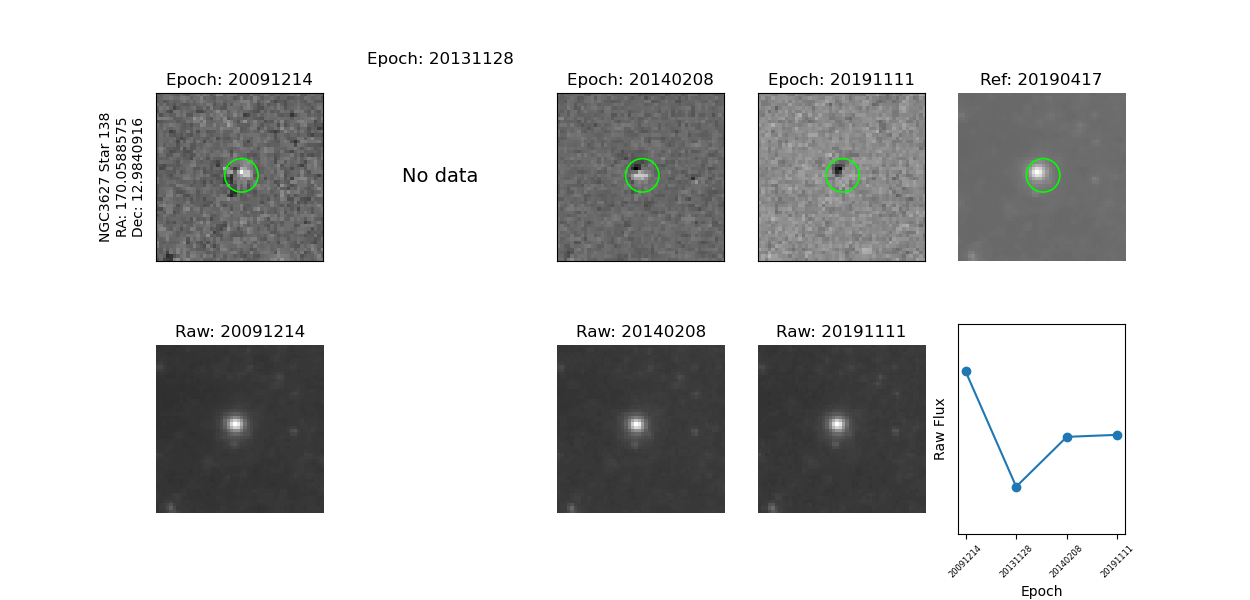 Epoch: 20131128
Epoch: 20091214
Epoch: 20140208
Epoch: 20191111
Ref: 20190417
NGC3627 Star 138
RA: 170.0588575
Dec: 12.9840916
No data
Raw: 20091214
Raw: 20140208
Raw: 20191111
Raw Flux
20091214
20131128
20140208
20191111
Epoch